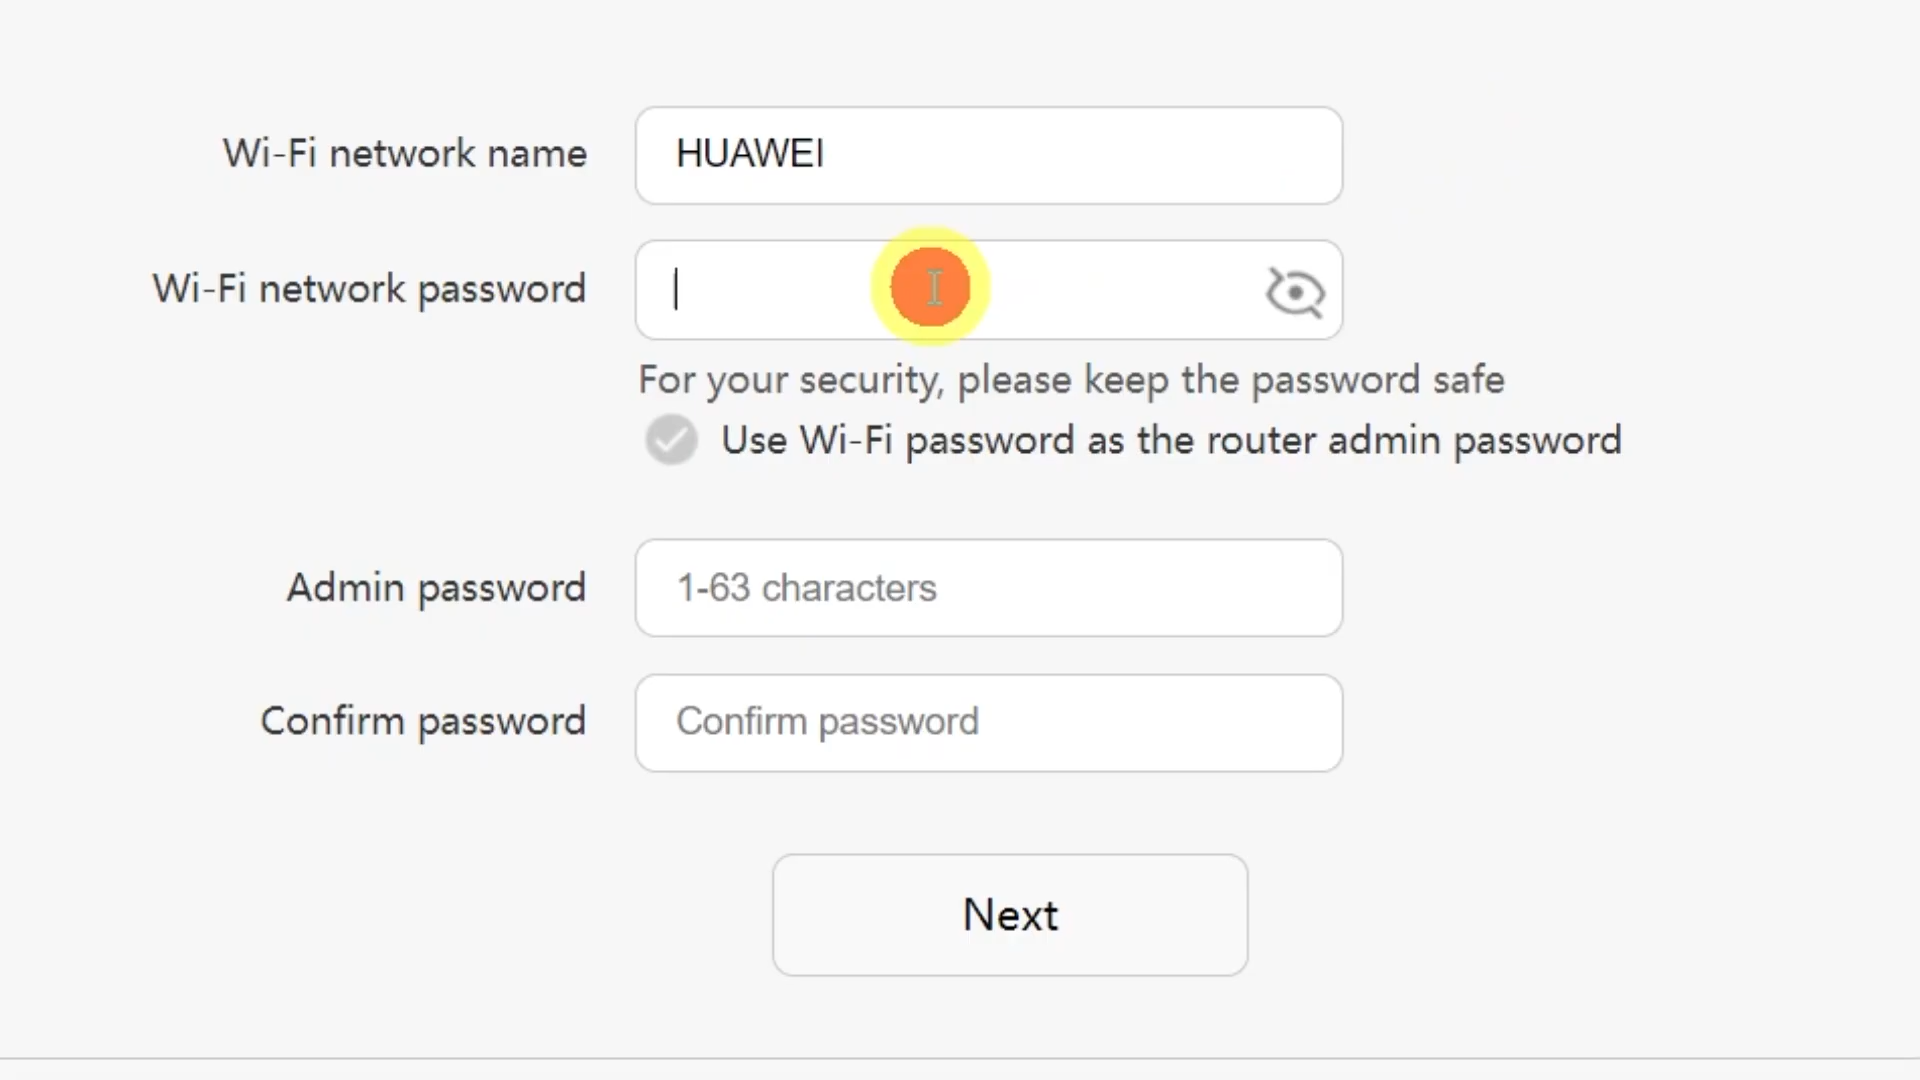 Wi-Fi network name HUAWEI
Wi-Fi network password
For your security, please keep the password safe
Use Wi-Fi password as the router admin password
Admin password 1-63 characters
Confirm password Confirm password
Next